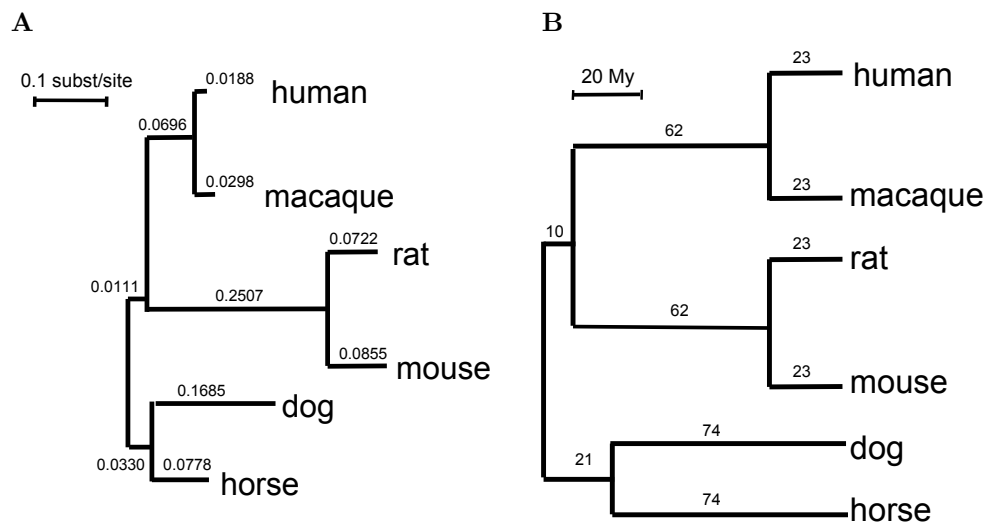 A
0.1 subst/site
0.0188
human
0.0696
0.0298
macaque
0.0722
rat
0.0111
0.2507
0.0855
mouse
0.1685
dog
0.0330
0.0778
horse
B
20 My
23
human
62
23
macaque
10
23
rat
62
23
mouse
74
dog
21
74
horse